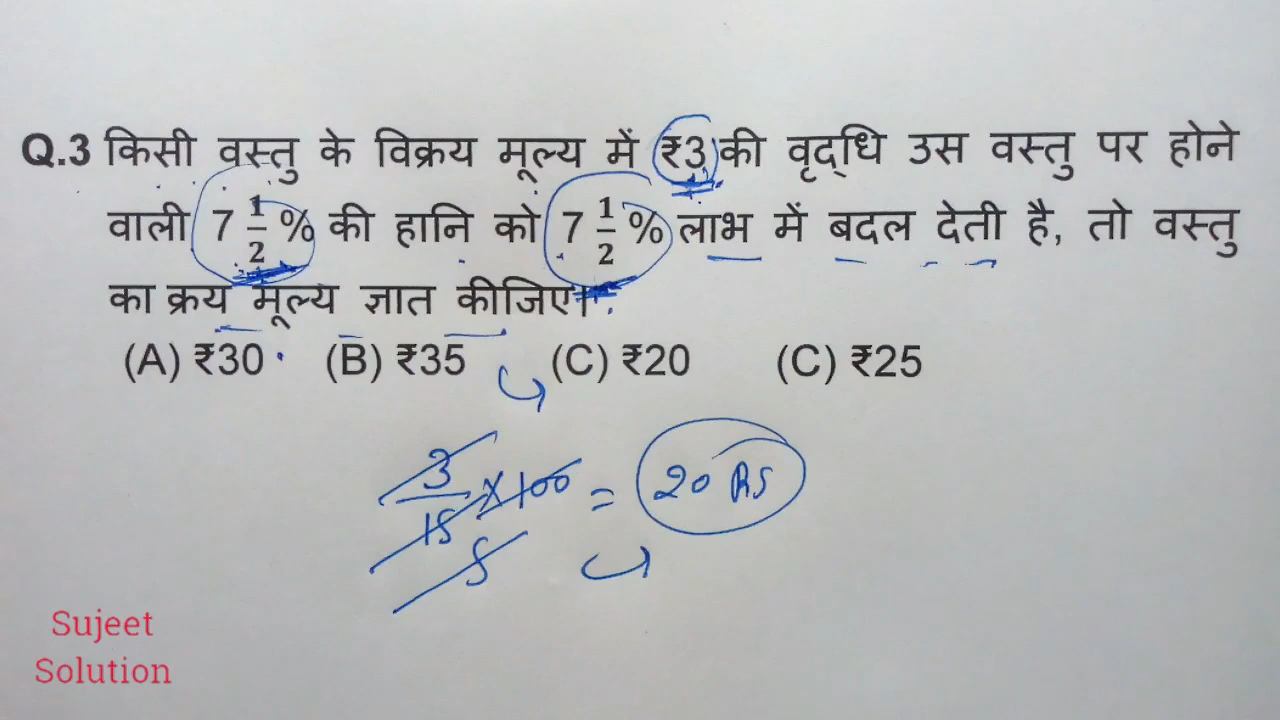 Q.3 किसी वस्तु के विक्रय मूल्य में ₹3 की वृद्धि उस वस्तु पर होने
वाली 7 1/2 % की हानि को 7 1/2 % लाभ में बदल देती है, तो वस्तु
का क्रय मूल्य ज्ञात कीजिए।
(A) ₹30 (B) ₹35 (C) ₹20 (C) ₹25
3/15 × 100 = 20 RS
5
Sujeet
Solution